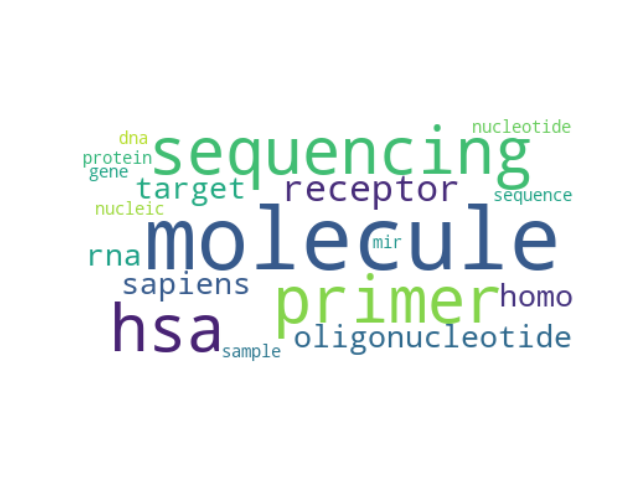 nucleotide
dna
sequencing
protein
gene
target
receptor
sequence
nucleic
molecule
mir
rna
sapiens
primer
homo
hsa
oligonucleotide
sample